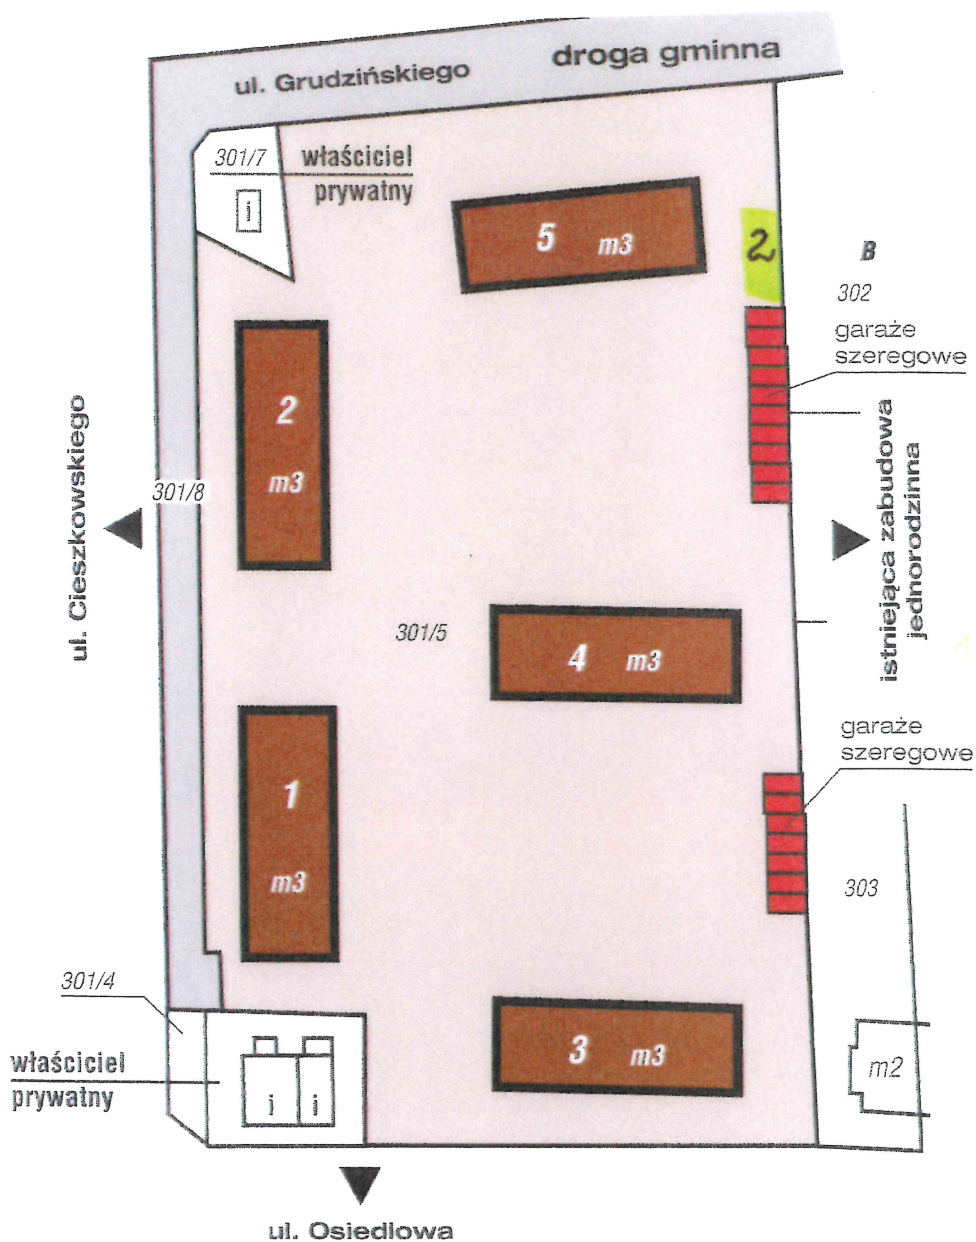 ul. Grudzińskiego droga gminna
301/7 właściciel
prywatny
i
5 m3
2
B
302
garaże
szeregowe
2
m3
ul. Cieszkowskiego
301/8
istniejąca zabudowa
jednorodzinna
301/5
4 m3
garaże
szeregowe
1
m3
303
301/4
właściciel
prywatny
j i
3 m3
m2
ul. Osiedlowa